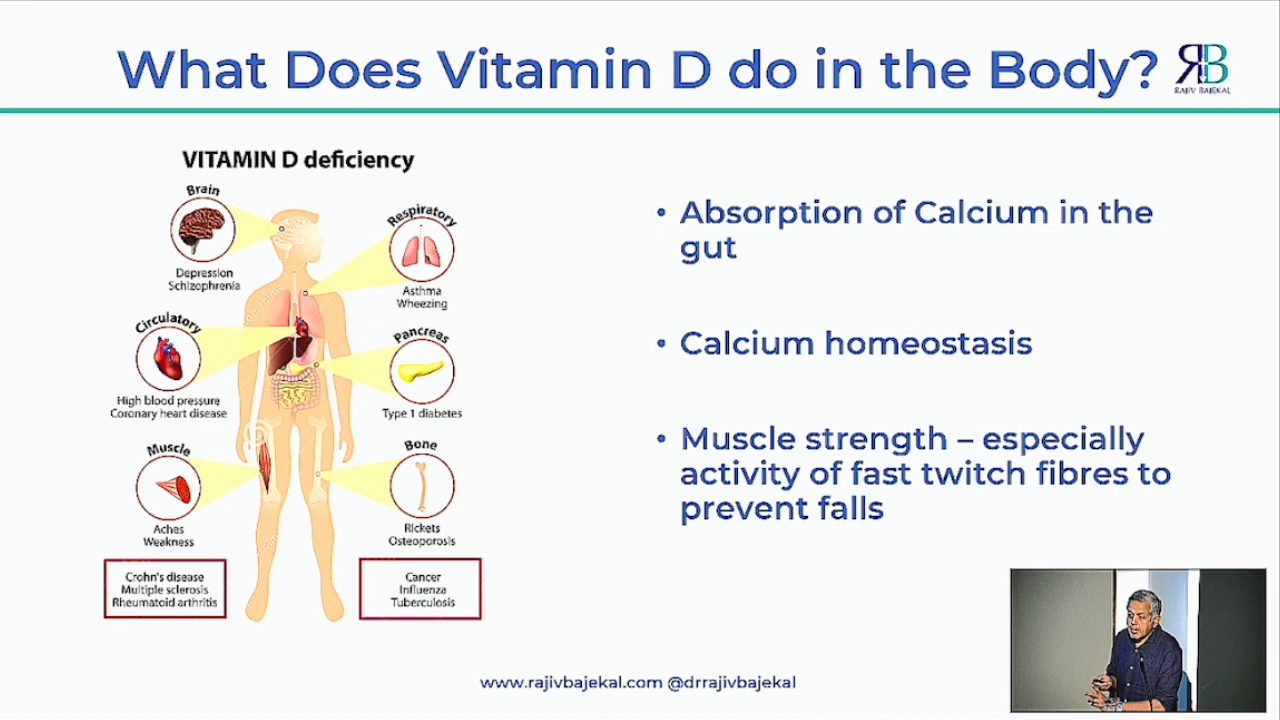 What Does Vitamin D do in the Body?
RB
RAJIV BAJEKAL
VITAMIN D deficiency
Brain
Depression
Schizophrenia
Respiratory
Asthma
Wheezing
Circulatory
High blood pressure
Coronary heart disease
Pancreas
Type 1 diabetes
Muscle
Aches
Weakness
Bone
Rickets
Osteoporosis
Crohn's disease
Multiple sclerosis
Rheumatoid arthritis
Cancer
Influenza
Tuberculosis
• Absorption of Calcium in the
gut
• Calcium homeostasis
• Muscle strength – especially
activity of fast twitch fibres to
prevent falls
www.rajivbajekal.com @drrajivbajekal